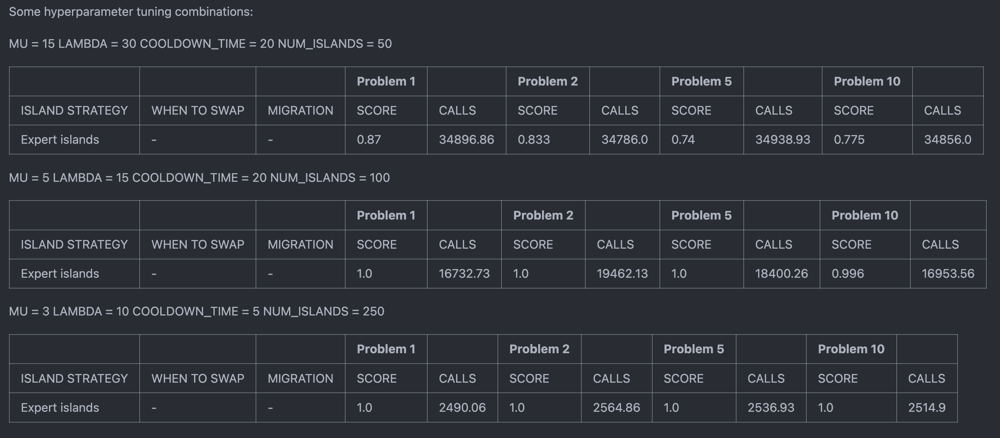 Some hyperparameter tuning combinations:
MU = 15 LAMBDA = 30 COOLDOWN_TIME = 20 NUM_ISLANDS = 50
Problem 1 Problem 2 Problem 5 Problem 10
ISLAND STRATEGY WHEN TO SWAP MIGRATION SCORE CALLS SCORE CALLS SCORE CALLS SCORE CALLS
Expert islands - - 0.87 34896.86 0.833 34786.0 0.74 34938.93 0.775 34856.0
MU = 5 LAMBDA = 15 COOLDOWN_TIME = 20 NUM_ISLANDS = 100
Problem 1 Problem 2 Problem 5 Problem 10
ISLAND STRATEGY WHEN TO SWAP MIGRATION SCORE CALLS SCORE CALLS SCORE CALLS SCORE CALLS
Expert islands - - 1.0 16732.73 1.0 19462.13 1.0 18400.26 0.996 16953.56
MU = 3 LAMBDA = 10 COOLDOWN_TIME = 5 NUM_ISLANDS = 250
Problem 1 Problem 2 Problem 5 Problem 10
ISLAND STRATEGY WHEN TO SWAP MIGRATION SCORE CALLS SCORE CALLS SCORE CALLS SCORE CALLS
Expert islands - - 1.0 2490.06 1.0 2564.86 1.0 2536.93 1.0 2514.9